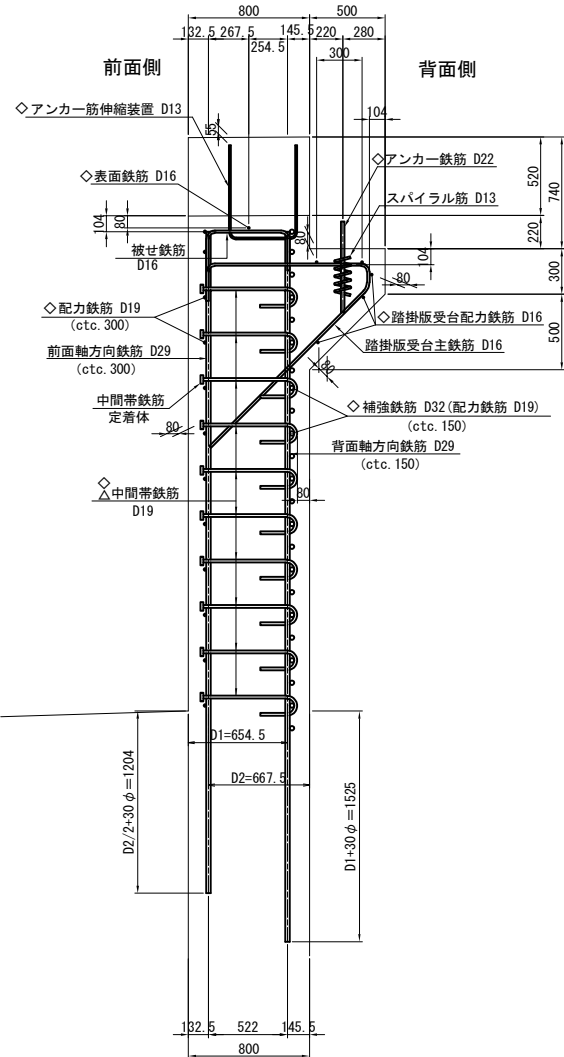 800
500
132.5
267.5
254.5
145.5
220
280
300
前面側
背面側
104
◇アンカー筋伸縮装置 D13
55
◇アンカー鉄筋 D22
◇表面鉄筋 D16
スパイラル筋 D13
520
740
104
80
220
被せ鉄筋
D16
80
104
300
80
◇配力鉄筋 D19
(ctc.300)
◇踏掛版受台配力鉄筋 D16
前面軸方向鉄筋 D29
(ctc.300)
踏掛版受台主鉄筋 D16
500
80
中間帯鉄筋
定着体
◇補強鉄筋 D32(配力鉄筋 D19)
(ctc.150)
80
背面軸方向鉄筋 D29
(ctc.150)
◇
△中間帯鉄筋
D19
80
D1=654.5
D2=667.5
D2/2+30φ=1204
D1+30φ=1525
132.5
522
145.5
800